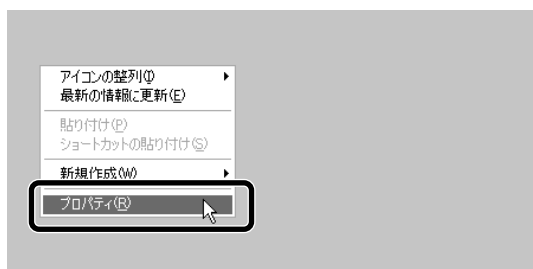 アイコンの整列(I)
最新の情報に更新(E)
貼り付け(P)
ショートカットの貼り付け(S)
新規作成(W)
プロパティ(R)